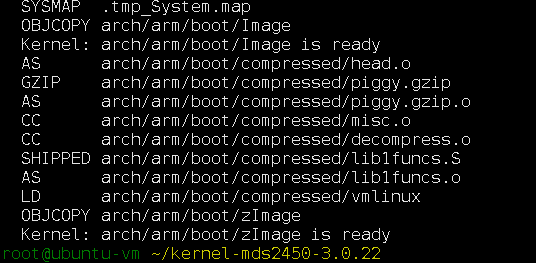 SYSMAP  .tmp_System.map
OBJCOPY arch/arm/boot/Image
Kernel: arch/arm/boot/Image is ready
AS      arch/arm/boot/compressed/head.o
GZIP    arch/arm/boot/compressed/piggy.gzip
AS      arch/arm/boot/compressed/piggy.gzip.o
CC      arch/arm/boot/compressed/misc.o
CC      arch/arm/boot/compressed/decompress.o
SHIPPED arch/arm/boot/compressed/lib1funcs.S
AS      arch/arm/boot/compressed/lib1funcs.o
LD      arch/arm/boot/compressed/vmlinux
OBJCOPY arch/arm/boot/zImage
Kernel: arch/arm/boot/zImage is ready
root@ubuntu-vm ~/kernel-mds2450-3.0.22